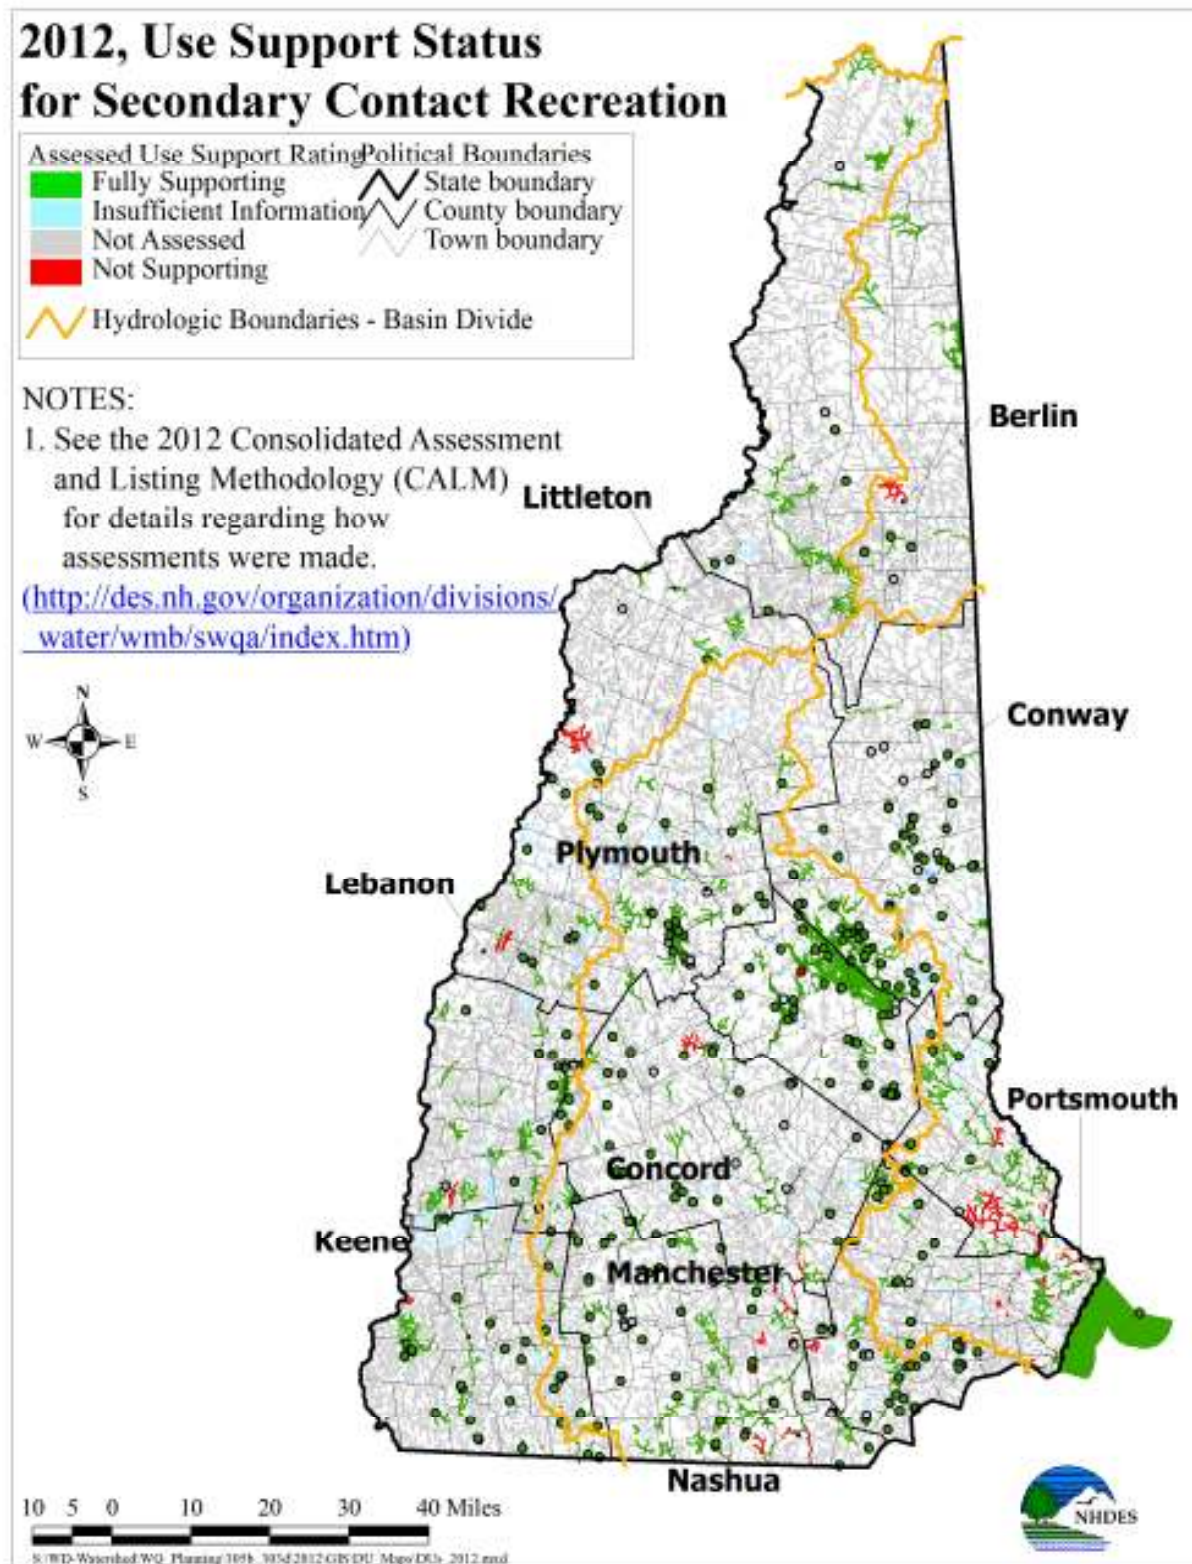 2012, Use Support Status
for Secondary Contact Recreation
Assessed Use Support Rating
Fully Supporting
Insufficient Information
Not Assessed
Not Supporting
Hydrologic Boundaries - Basin Divide
Political Boundaries
State boundary
County boundary
Town boundary
NOTES:
1. See the 2012 Consolidated Assessment
and Listing Methodology (CALM)
for details regarding how
assessments were made.
(http://des.nh.gov/organization/divisions/
water/wmb/swqa/index.htm)
N
W E
S
Berlin
Littleton
Conway
Plymouth
Lebanon
Portsmouth
Concord
Keene
Manchester
Nashua
10 5 0 10 20 30 40 Miles
NHDES